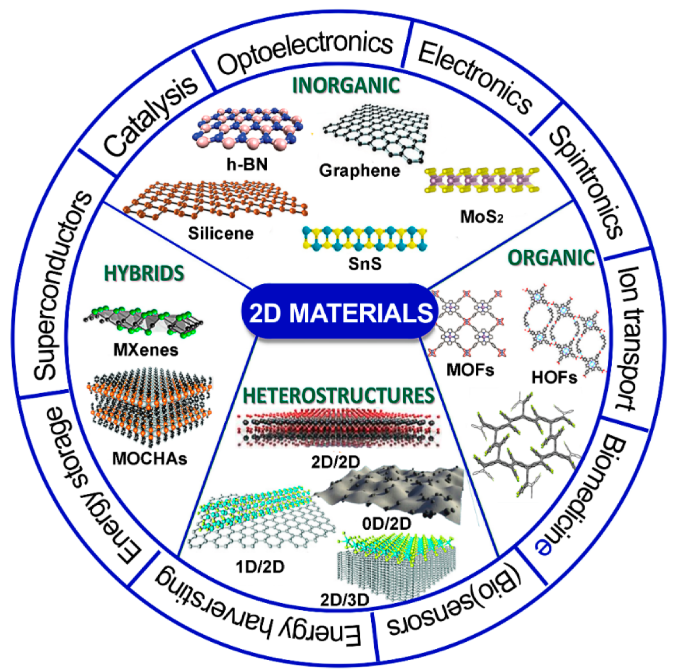 Optoelectronics
Electronics
Spintronics
Ion transport
Biomedicine
(Bio)sensors
Energy harversting
Energy storage
Superconductors
Catalysis
INORGANIC
h-BN
Graphene
MoS2
Silicene
SnS
HYBRIDS
MXenes
MOCHAs
2D MATERIALS
ORGANIC
MOFs
HOFs
HETEROSTRUCTURES
2D/2D
0D/2D
1D/2D
2D/3D